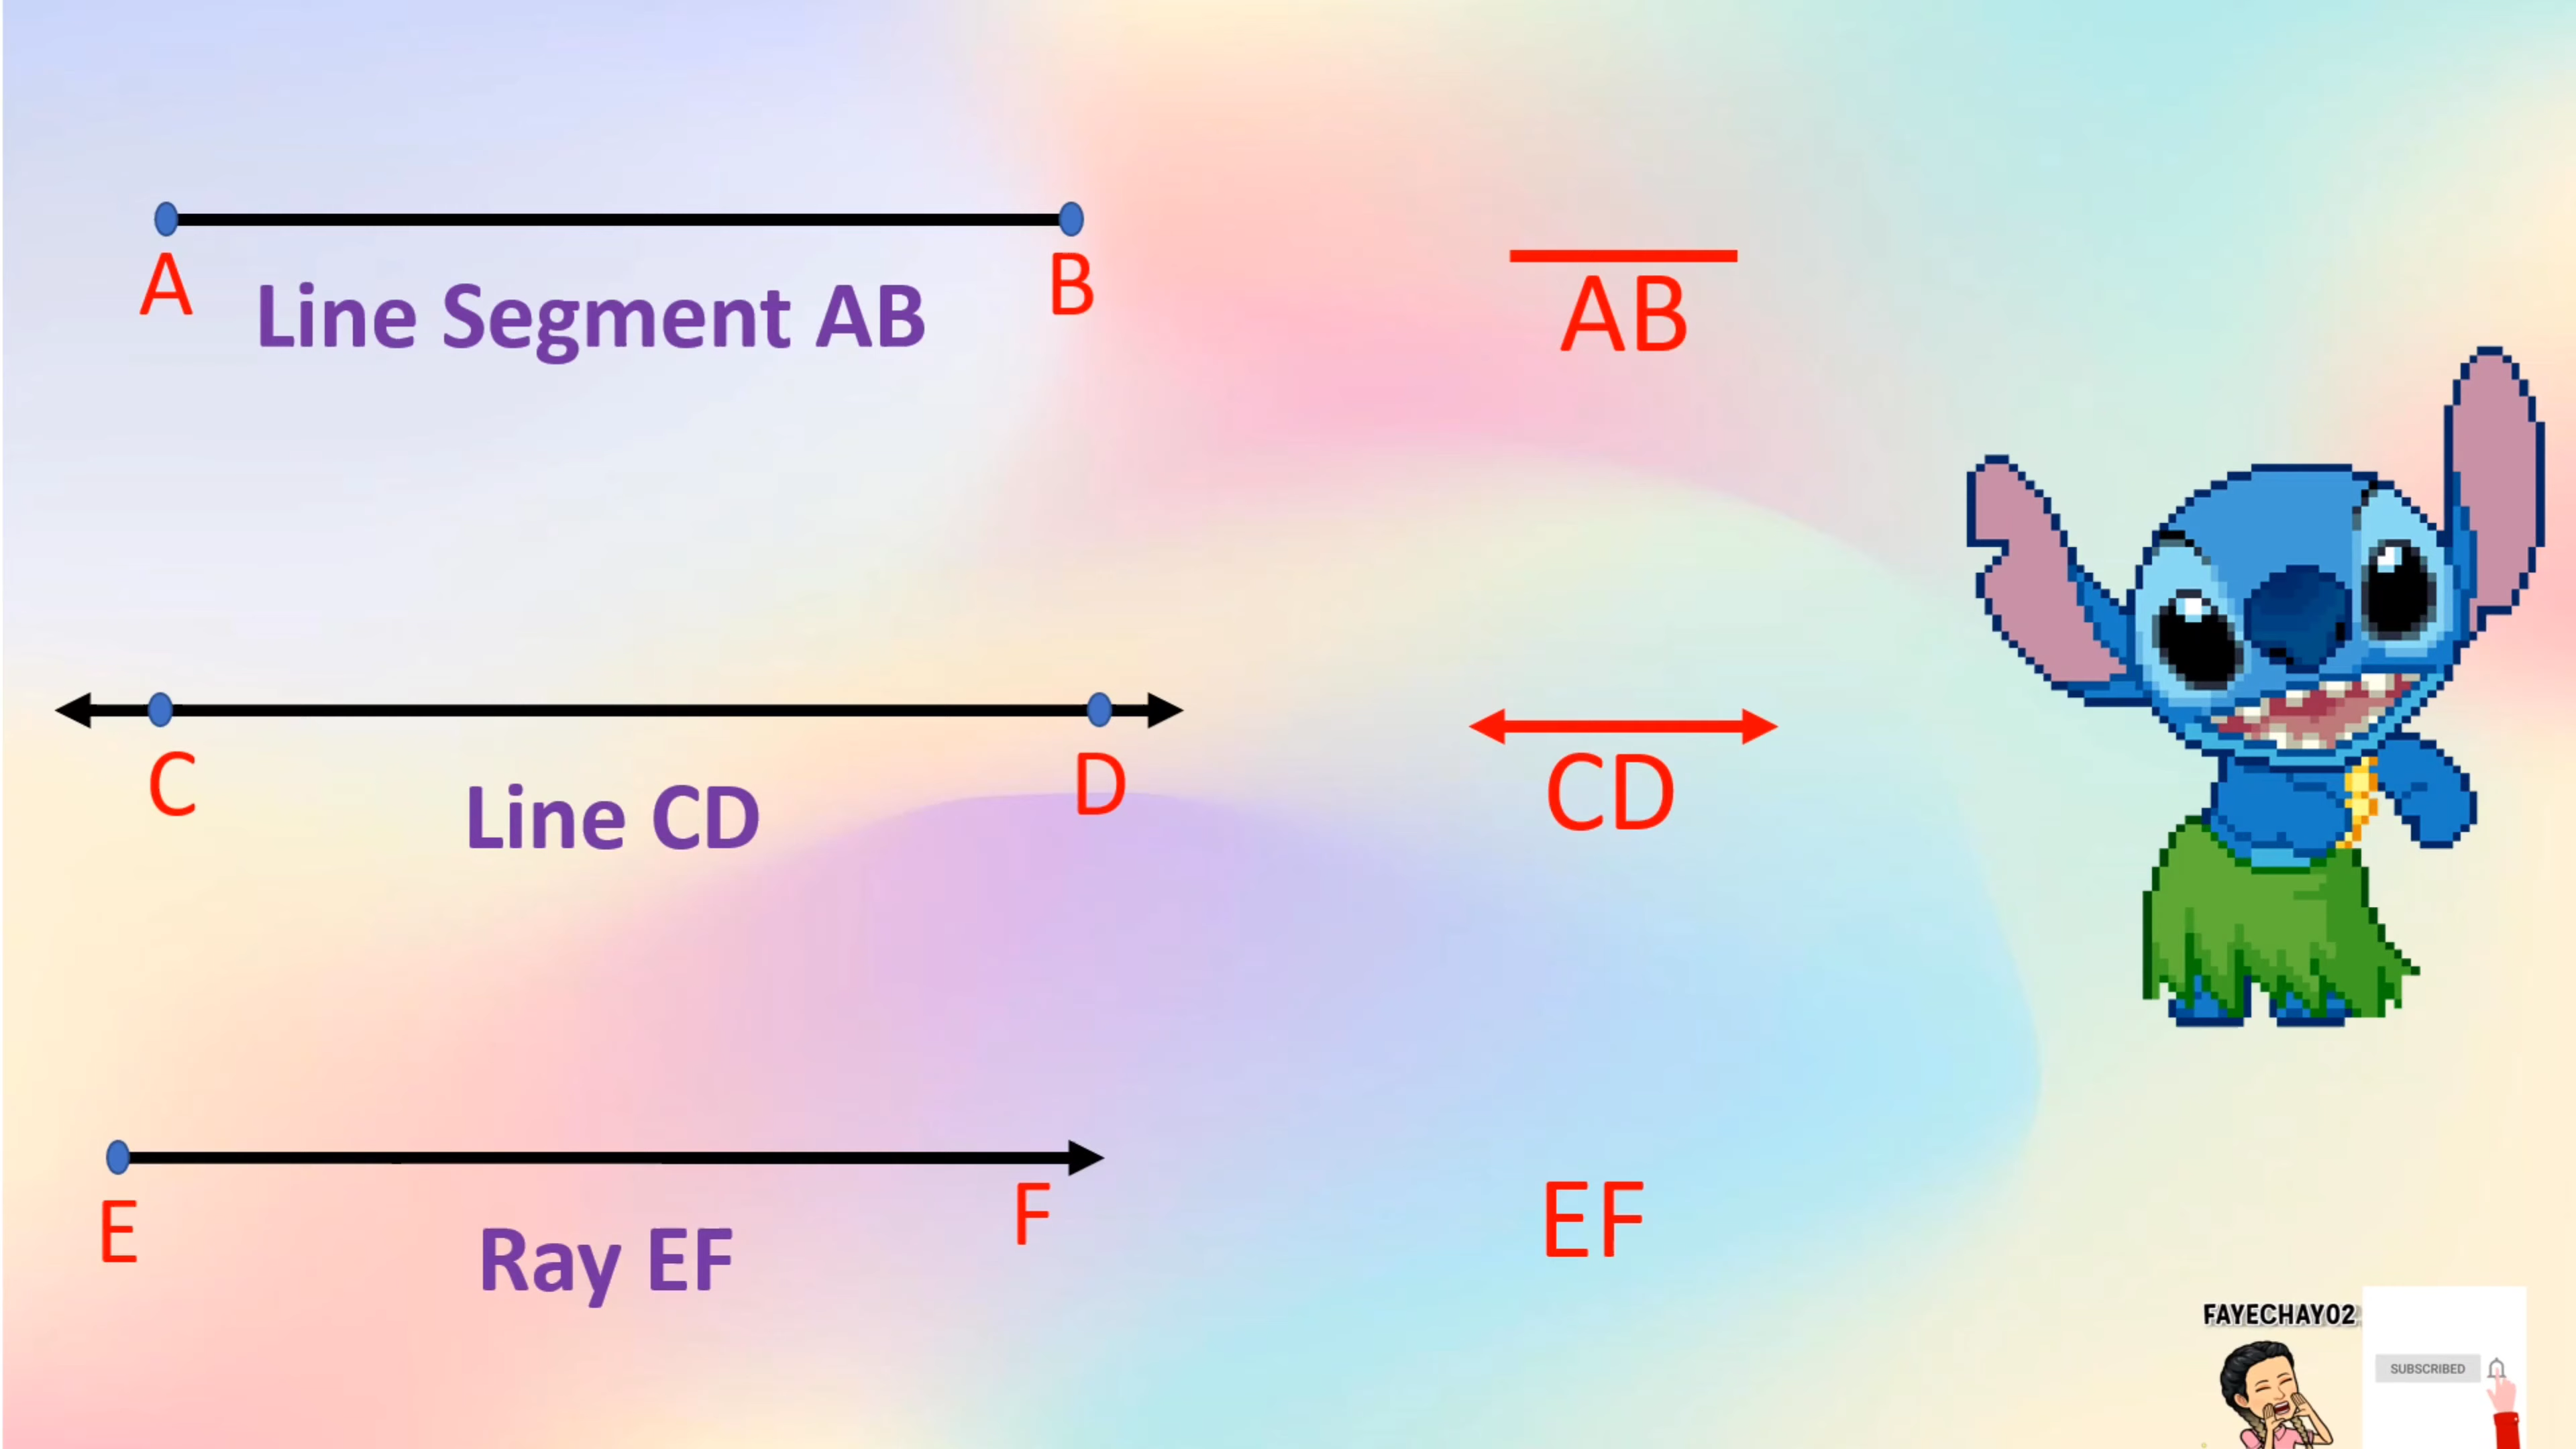 A
B
Line Segment AB
AB
C
D
Line CD
CD
E
F
Ray EF
EF
FAYECHAY02
SUBSCRIBED